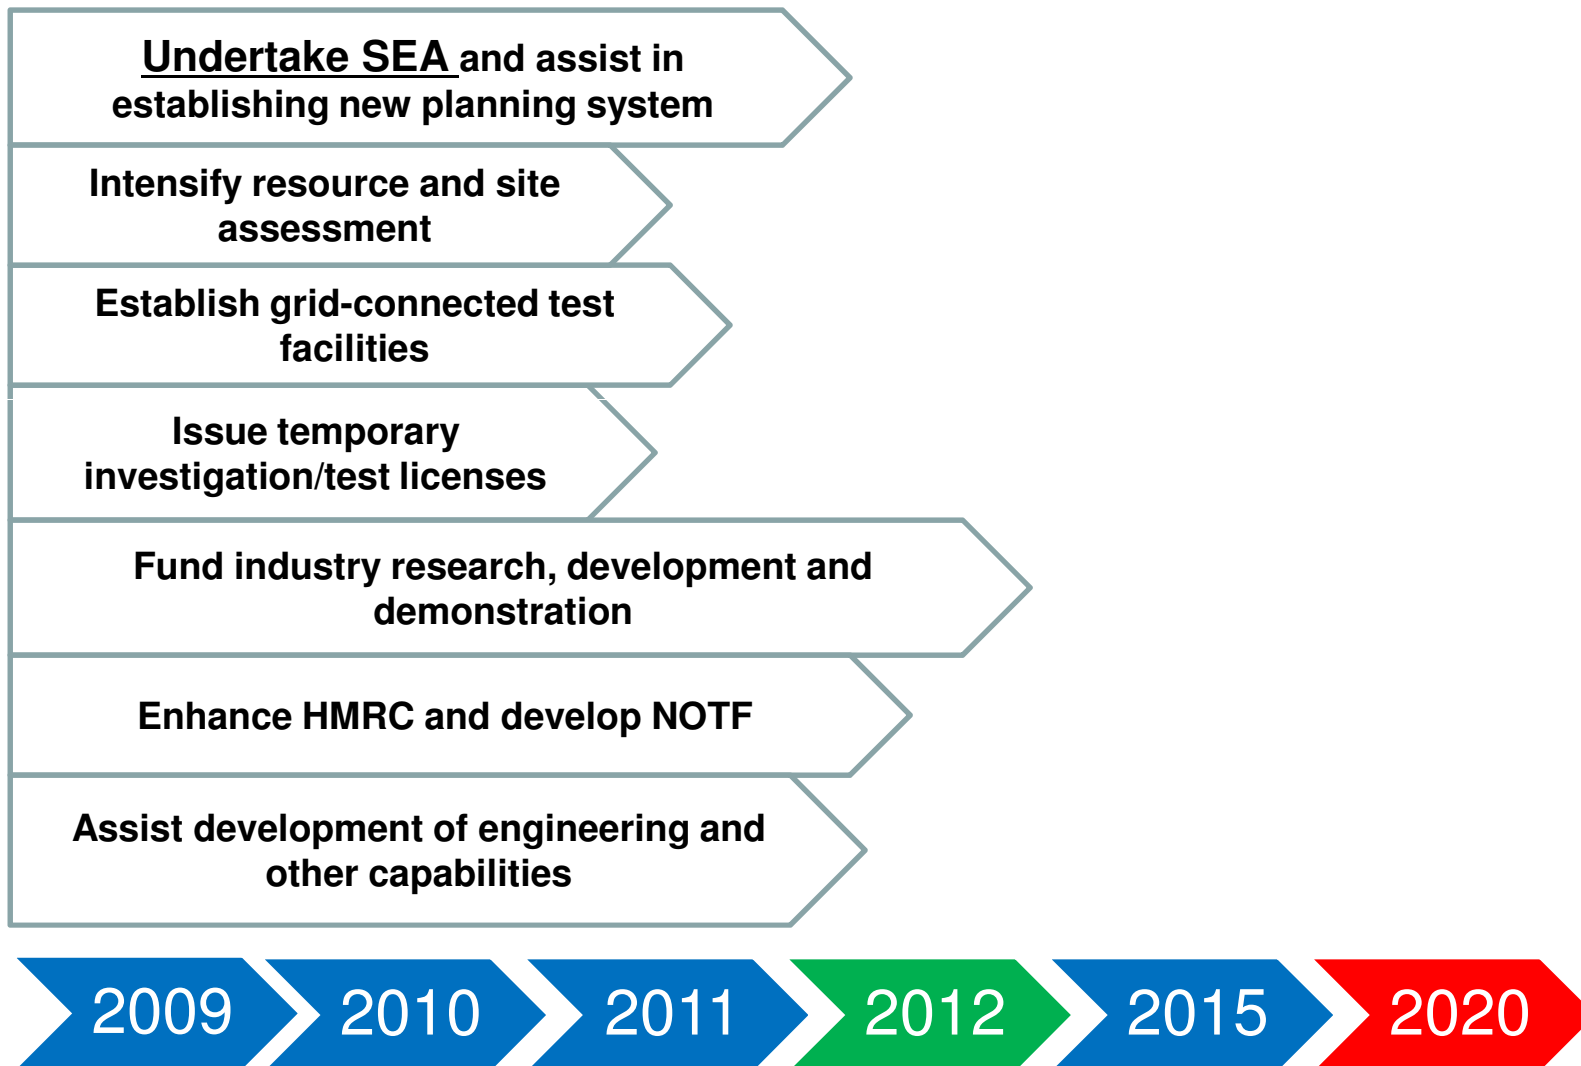 Undertake SEA and assist in
establishing new planning system
Intensify resource and site
assessment
Establish grid-connected test
facilities
Issue temporary
investigation/test licenses
Fund industry research, development and
demonstration
Enhance HMRC and develop NOTF
Assist development of engineering and
other capabilities
2009 2010 2011 2012 2015 2020